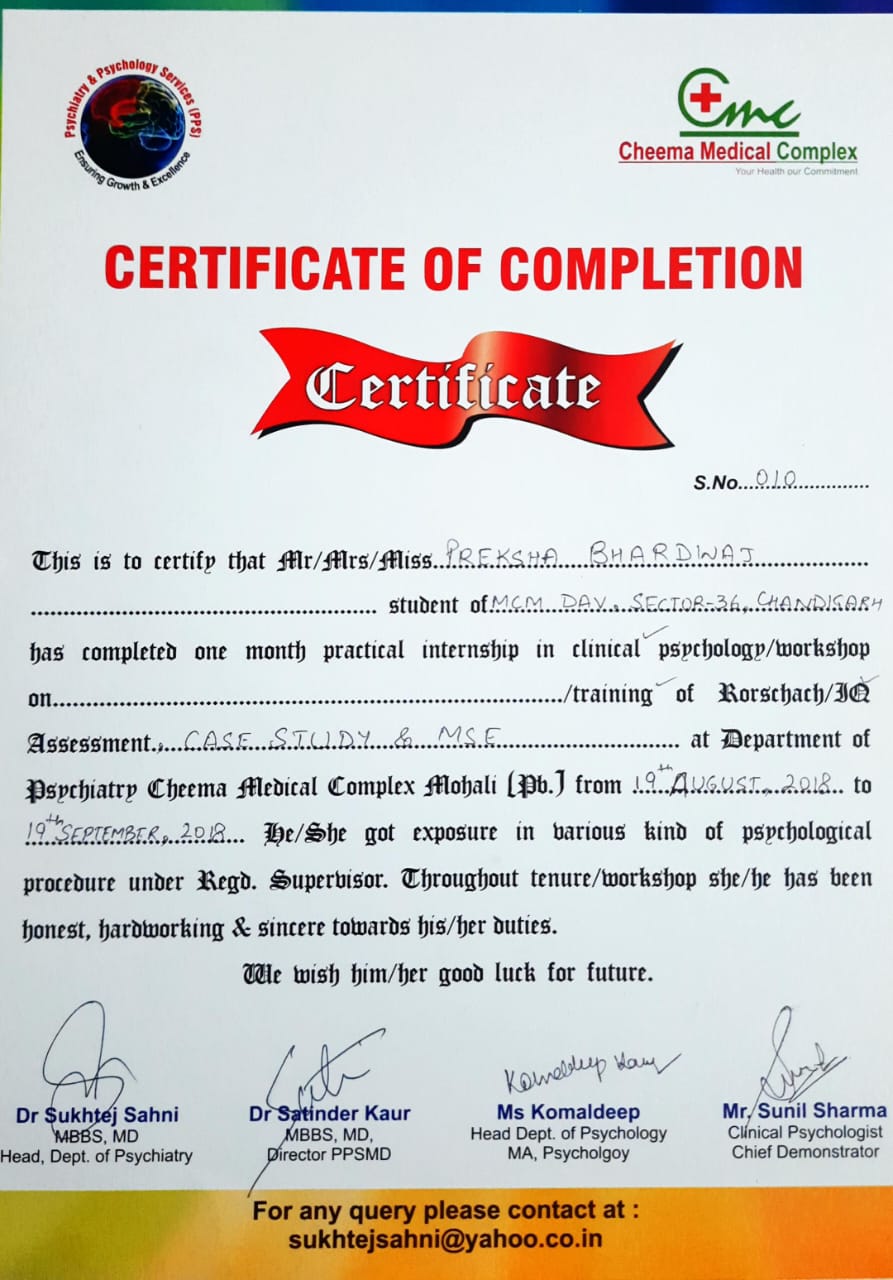 Psychiatry & Psychology Services (PPS)
Ensuring Growth & Excellence
Cmc
Cheema Medical Complex
Your Health our Commitment
CERTIFICATE OF COMPLETION
Certificate
S.No....010
This is to certify that Mr/Mrs/Miss..PREKSHA BHARDWAJ
student of MCM DAV, SECTOR-36, CHANDIGARH
has completed one month practical internship in clinical ✓ psychology/workshop
on............/training ✓ of Rorschach/IQ ✓
Assessment., CASE STUDY & MSE at Department of
Psychiatry Cheema Medical Complex Mohali (Pb.) from 19th AUGUST, 2018 to
19th SEPTEMBER, 2018... He/She got exposure in various kind of psychological
procedure under Regd. Supervisor. Throughout tenure/workshop she/he has been
honest, hardworking & sincere towards his/her duties.
We wish him/her good luck for future.
Komaldeep Kaur
Dr Sukhtej Sahni Dr Satinder Kaur Ms Komaldeep Mr. Sunil Sharma
MBBS, MD MBBS, MD, Head Dept. of Psychology Clinical Psychologist
Head, Dept. of Psychiatry Director PPSMD MA, Psycholgoy Chief Demonstrator
For any query please contact at :
sukhtejsahni@yahoo.co.in